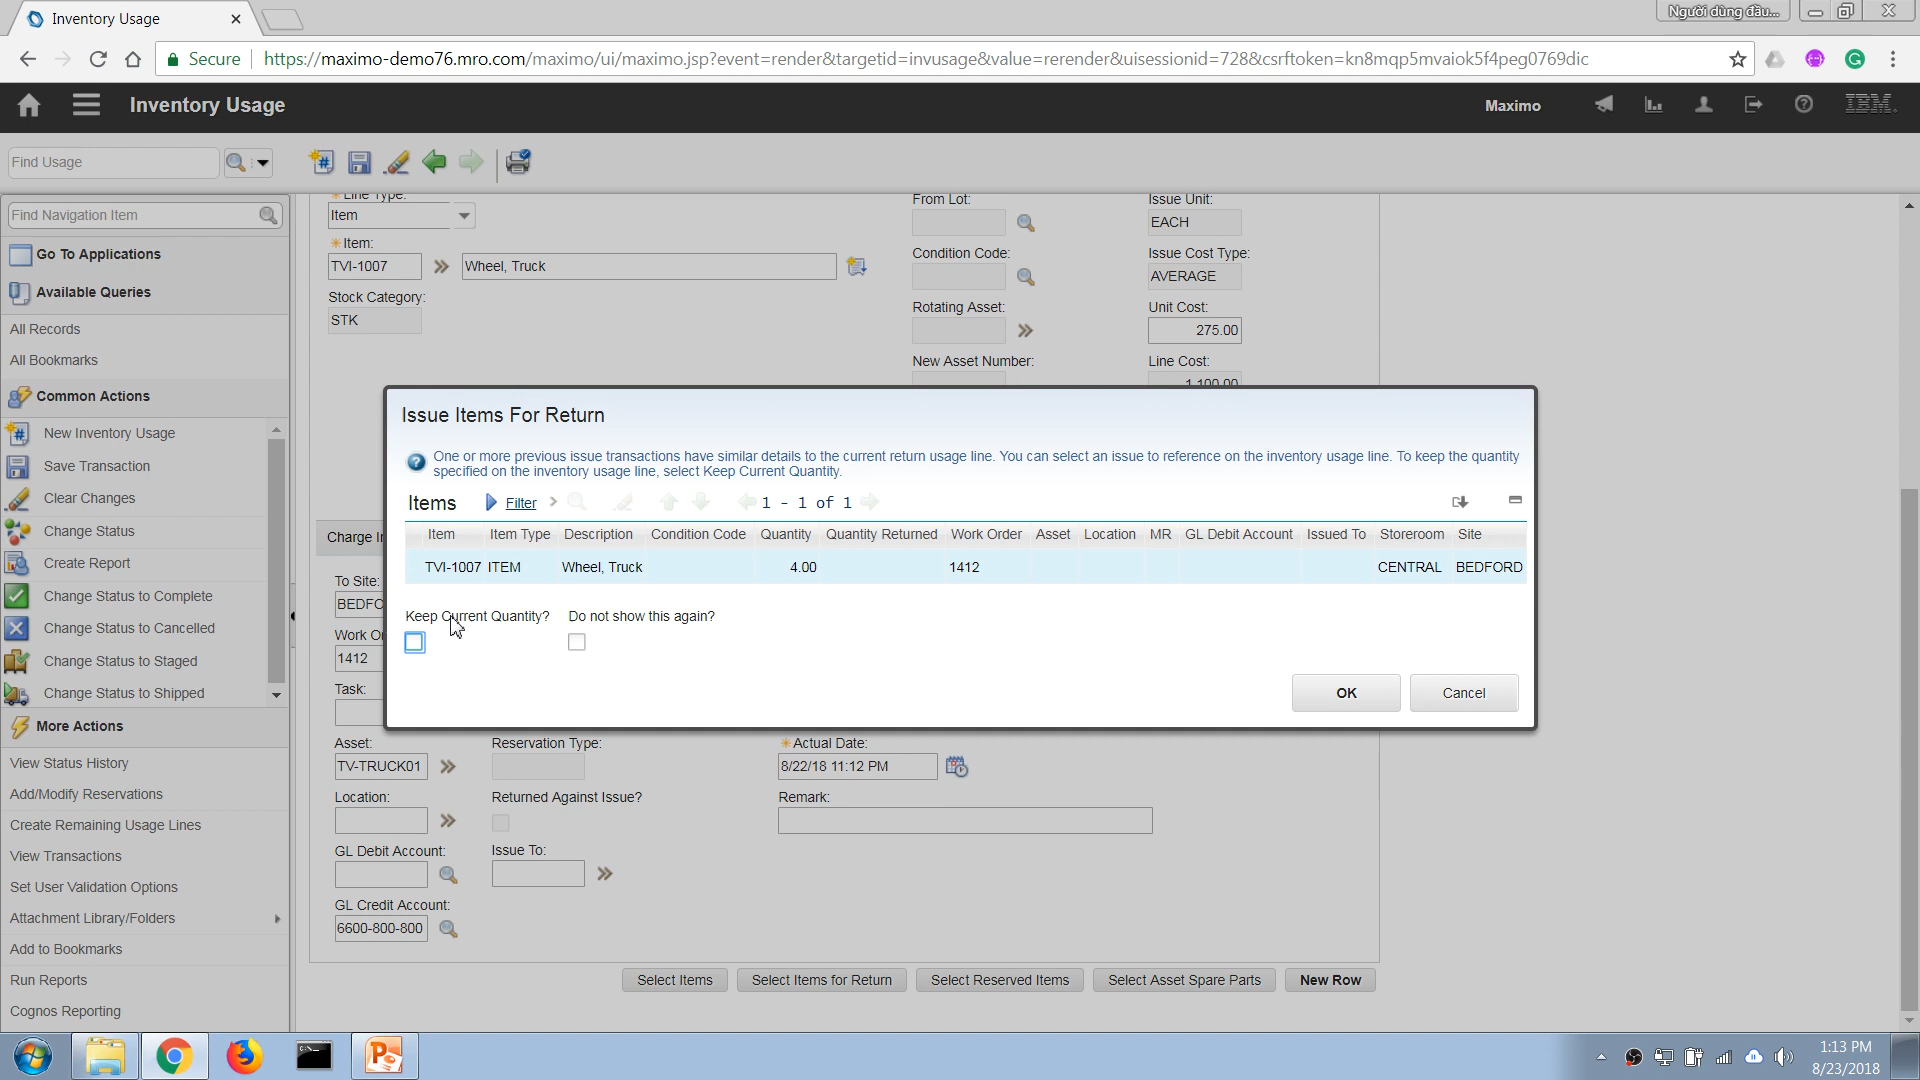 Inventory Usage
Người dùng đầu...
Secure
https://maximo-demo76.mro.com/maximo/ui/maximo.jsp?event=render&targetid=invusage&value=rerender&uisessionid=728&csrftoken=kn8mqp5mvaiok5f4peg0769dic
Inventory Usage
Maximo
IBM.
Find Usage
Find Navigation Item
Go To Applications
Available Queries
All Records
All Bookmarks
Common Actions
New Inventory Usage
Save Transaction
Clear Changes
Change Status
Create Report
Change Status to Complete
Change Status to Cancelled
Change Status to Staged
Change Status to Shipped
More Actions
View Status History
Add/Modify Reservations
Create Remaining Usage Lines
View Transactions
Set User Validation Options
Attachment Library/Folders
Add to Bookmarks
Run Reports
Cognos Reporting
Line Type:
Item
Item:
TVI-1007
Wheel, Truck
Stock Category:
STK
From Lot:
Condition Code:
Rotating Asset:
New Asset Number:
Issue Unit:
EACH
Issue Cost Type:
AVERAGE
Unit Cost:
275.00
Line Cost:
1,100.00
Issue Items For Return
One or more previous issue transactions have similar details to the current return usage line. You can select an issue to reference on the inventory usage line. To keep the quantity
specified on the inventory usage line, select Keep Current Quantity.
Items Filter 1 - 1 of 1
Item Item Type Description Condition Code Quantity Quantity Returned Work Order Asset Location MR GL Debit Account Issued To Storeroom Site
TVI-1007 ITEM Wheel, Truck 4.00 1412 CENTRAL BEDFORD
Keep Current Quantity? Do not show this again?
OK Cancel
Charge
To Site:
BEDFO
Work O
1412
Task:
Asset:
TV-TRUCK01
Location:
GL Debit Account:
GL Credit Account:
6600-800-800
Reservation Type:
Returned Against Issue?
Issue To:
Actual Date:
8/22/18 11:12 PM
Remark:
Select Items Select Items for Return Select Reserved Items Select Asset Spare Parts New Row
1:13 PM
8/23/2018